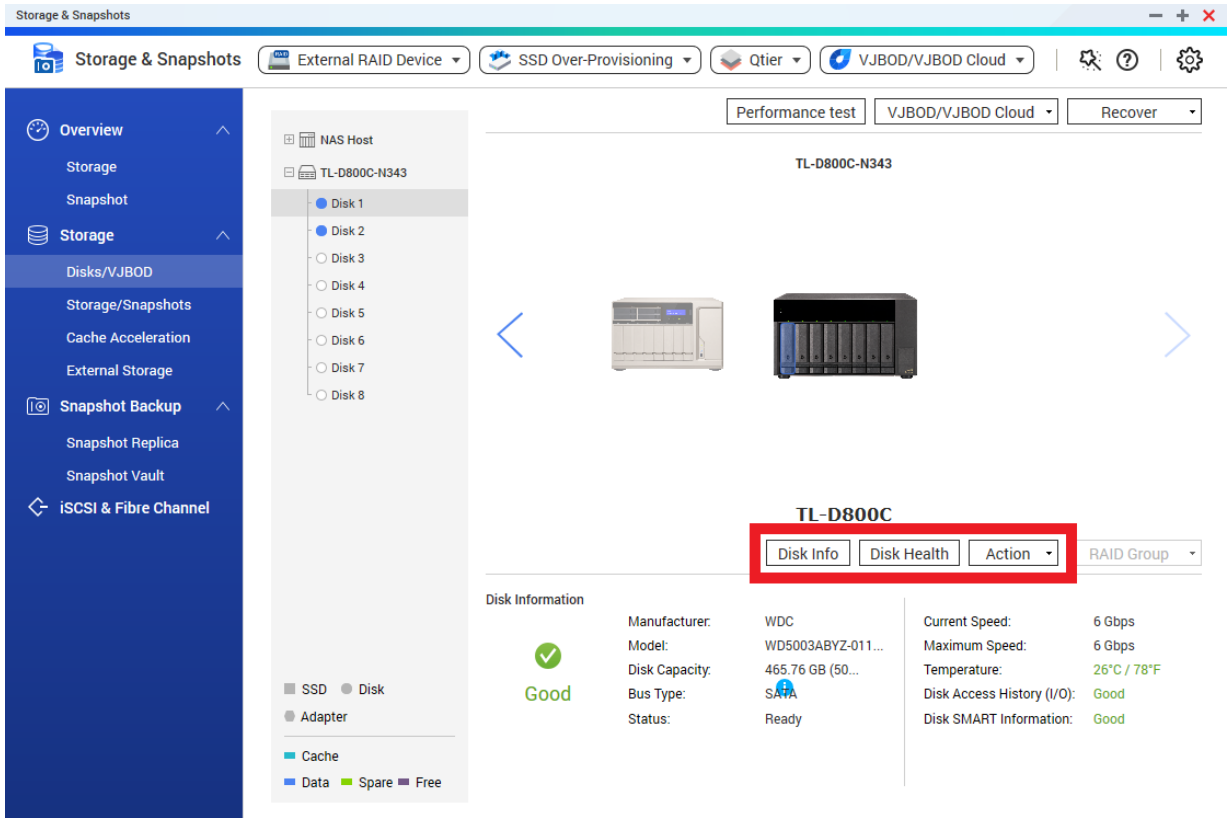 Storage & Snapshots
Storage & Snapshots
External RAID Device
SSD Over-Provisioning
Qtier
VJBOD/VJBOD Cloud
Overview
Storage
Snapshot
Storage
Disks/VJBOD
Storage/Snapshots
Cache Acceleration
External Storage
Snapshot Backup
Snapshot Replica
Snapshot Vault
iSCSI & Fibre Channel
NAS Host
TL-D800C-N343
Disk 1
Disk 2
Disk 3
Disk 4
Disk 5
Disk 6
Disk 7
Disk 8
SSD Disk
Adapter
Cache
Data Spare Free
Performance test VJBOD/VJBOD Cloud Recover
TL-D800C-N343
TL-D800C
Disk Info Disk Health Action RAID Group
Disk Information
Good
Manufacturer: WDC
Model: WD5003ABYZ-011...
Disk Capacity: 465.76 GB (50...
Bus Type: SATA
Status: Ready
Current Speed: 6 Gbps
Maximum Speed: 6 Gbps
Temperature: 26°C / 78°F
Disk Access History (I/O): Good
Disk SMART Information: Good